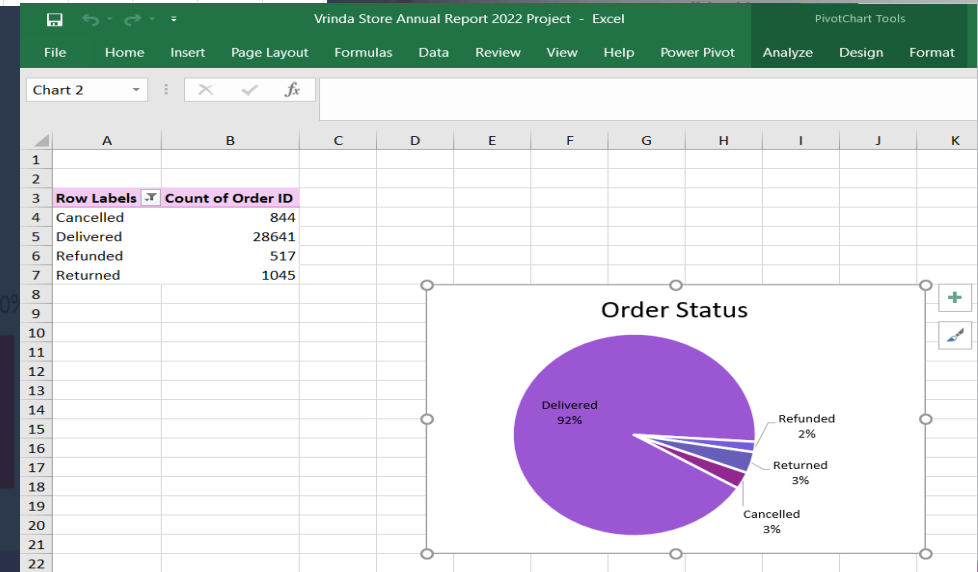 Vrinda Store Annual Report 2022 Project - Excel
PivotChart Tools
File Home Insert Page Layout Formulas Data Review View Help Power Pivot Analyze Design Format
Chart 2
fx
A B C D E F G H I J K
1
2
3 Row Labels Count of Order ID
4 Cancelled 844
5 Delivered 28641
6 Refunded 517
7 Returned 1045
8
9
10
11
12
13
14
15
16
17
18
19
20
21
22
Order Status
Delivered
92%
Refunded
2%
Returned
3%
Cancelled
3%